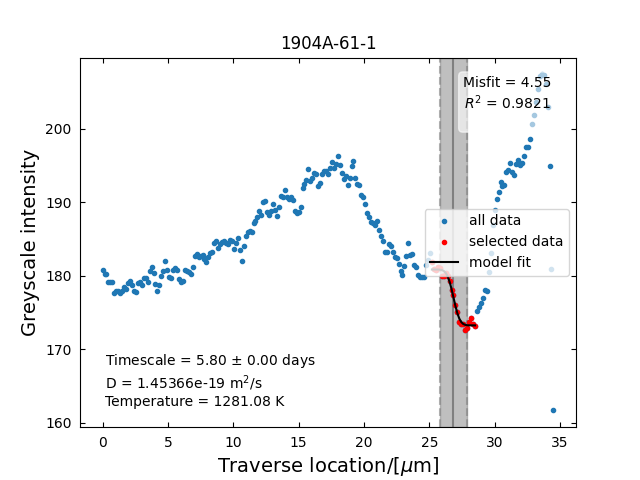 1904A-61-1
Misfit = 4.55
R² = 0.9821
all data
selected data
model fit
Timescale = 5.80 ± 0.00 days
D = 1.45366e-19 m²/s
Temperature = 1281.08 K
Greyscale intensity
200
190
180
170
160
0 5 10 15 20 25 30 35
Traverse location/[μm]